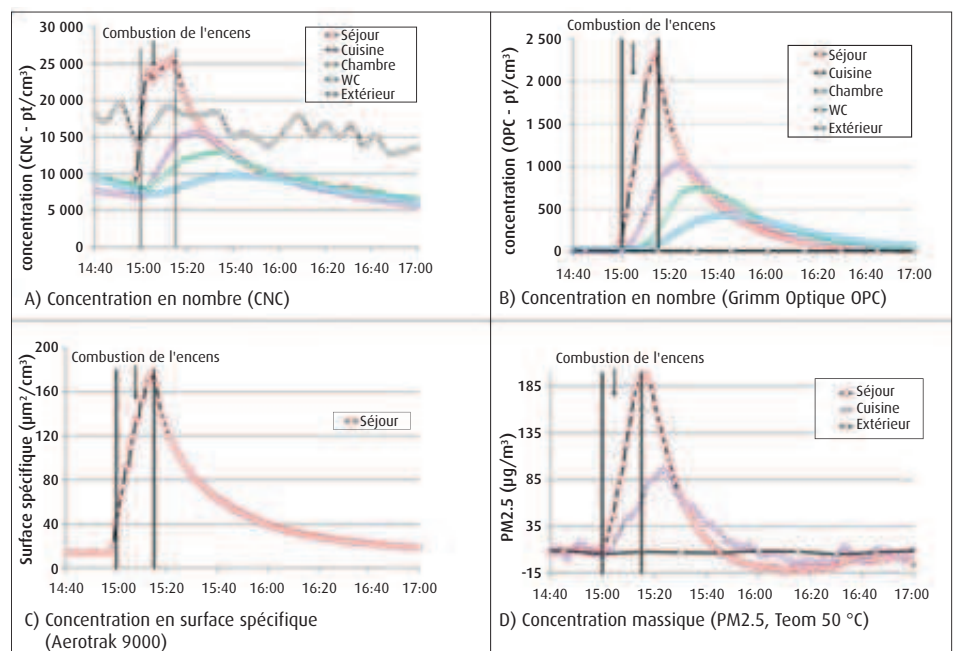 concentration (CNC - pt/cm³)
30 000
25 000
20 000
10 500
10 000
5 000
0
Combustion de l'encens
Séjour
Cuisine
Chambre
WC
Extérieur
14:40 15:00 15:20 15:40 16:00 16:20 16:40 17:00
A) Concentration en nombre (CNC)
concentration (OPC - pt/cm³)
2 500
2 000
1 500
1 000
500
0
Combustion de l'encens
Séjour
Cuisine
Chambre
WC
Extérieur
14:40 15:00 15:20 15:40 16:00 16:20 16:40 17:00
B) Concentration en nombre (Grimm Optique OPC)
Surface spécifique (µm²/cm³)
200
160
120
80
40
0
Combustion de l'encens
Séjour
14:40 15:00 15:20 15:40 16:00 16:20 16:40 17:00
C) Concentration en surface spécifique
(Aerotrak 9000)
PM2.5 (µg/m³)
185
135
85
35
-15
Combustion de l'encens
Séjour
Cuisine
Extérieur
14:40 15:00 15:20 15:40 16:00 16:20 16:40 17:00
D) Concentration massique (PM2.5, Teom 50 °C)